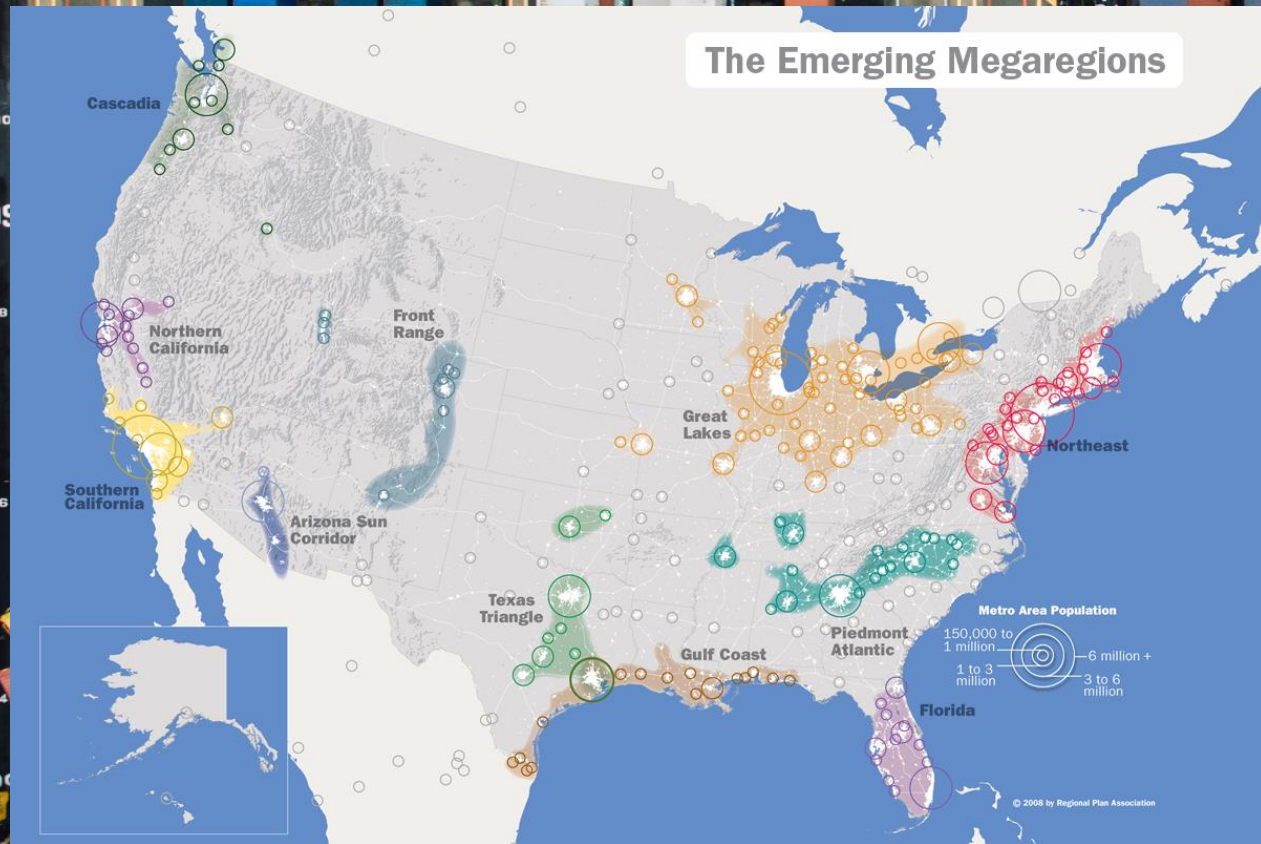 The Emerging Megaregions
Cascadia
Northern
California
Front
Range
Great
Lakes
Northeast
Southern
California
Arizona Sun
Corridor
Texas
Triangle
Gulf Coast
Piedmont
Atlantic
Florida
Metro Area Population
150,000 to
1 million
1 to 3
million
6 million +
3 to 6
million
© 2008 by Regional Plan Association